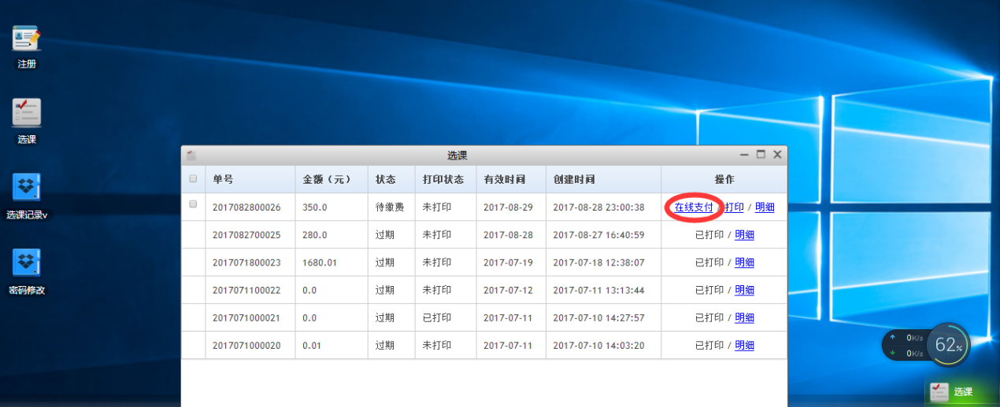 注册
选课
选课记录v
密码修改
选课
单号 金额（元） 状态 打印状态 有效时间 创建时间 操作
2017082800026 350.0 待缴费 未打印 2017-08-29 2017-08-28 23:00:38 在线支付 / 打印 / 明细
2017082700025 280.0 过期 未打印 2017-08-28 2017-08-27 16:40:59 已打印 / 明细
2017071800023 1680.01 过期 未打印 2017-07-19 2017-07-18 12:38:07 已打印 / 明细
2017071100022 0.0 过期 未打印 2017-07-12 2017-07-11 13:13:44 已打印 / 明细
2017071000021 0.0 过期 已打印 2017-07-11 2017-07-10 14:27:57 已打印 / 明细
2017071000020 0.01 过期 未打印 2017-07-11 2017-07-10 14:03:20 已打印 / 明细
0K/s
0K/s
62%
选课